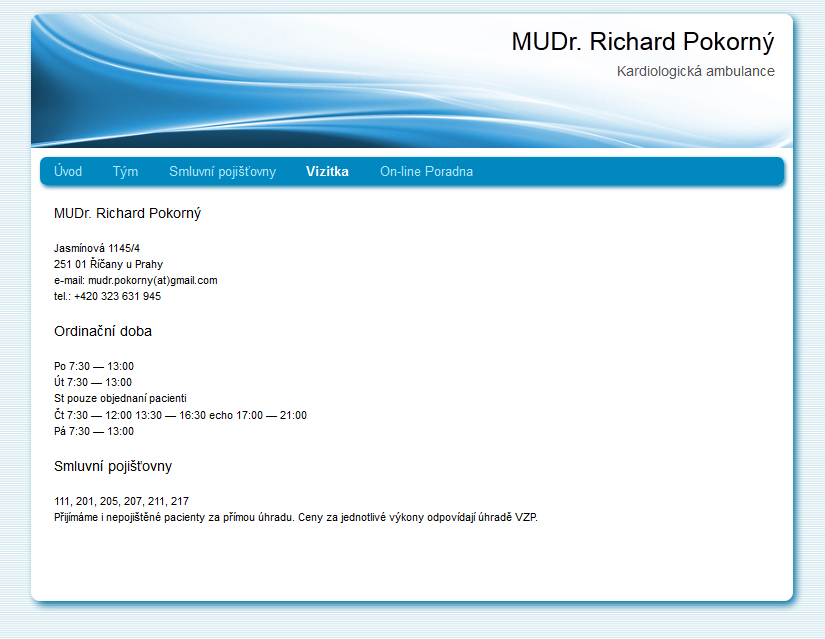 MUDr. Richard Pokorný
Kardiologická ambulance
Úvod Tým Smluvní pojišťovny Vizitka On-line Poradna
MUDr. Richard Pokorný
Jasmínová 1145/4
251 01 Říčany u Prahy
e-mail: mudr.pokorny(at)gmail.com
tel.: +420 323 631 945
Ordinační doba
Po 7:30 — 13:00
Út 7:30 — 13:00
St pouze objednaní pacienti
Čt 7:30 — 12:00 13:30 — 16:30 echo 17:00 — 21:00
Pá 7:30 — 13:00
Smluvní pojišťovny
111, 201, 205, 207, 211, 217
Přijímáme i nepojištěné pacienty za přímou úhradu. Ceny za jednotlivé výkony odpovídají úhradě VZP.